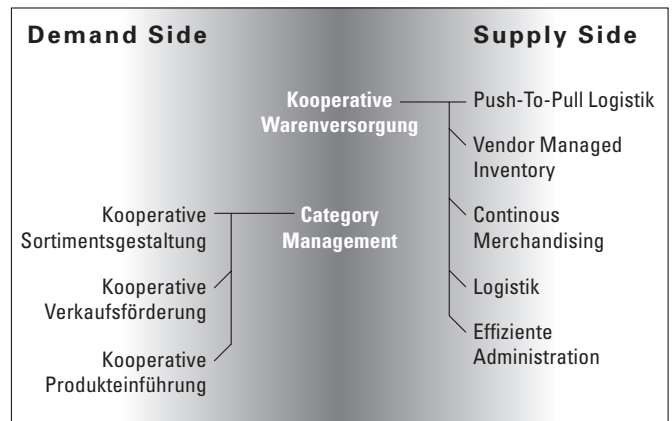 Demand Side
Supply Side
Kooperative
Warenversorgung
Push-To-Pull Logistik
Vendor Managed
Inventory
Kooperative
Sortimentsgestaltung
Category
Management
Continous
Merchandising
Kooperative
Verkaufsförderung
Logistik
Kooperative
Produkteinführung
Effiziente
Administration